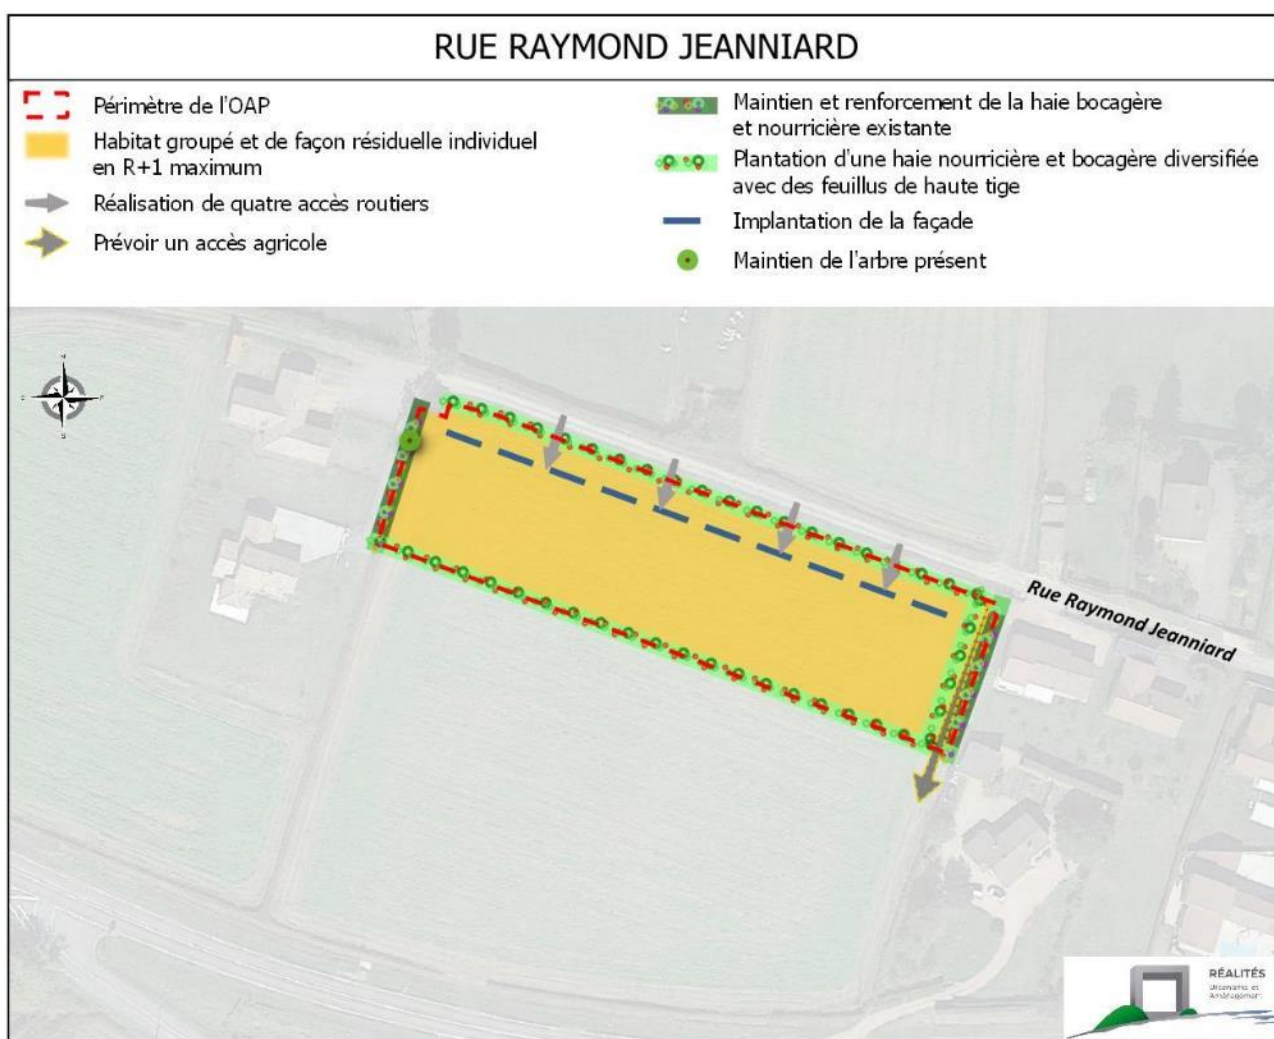 RUE RAYMOND JEANNIARD
Périmètre de l'OAP
Habitat groupé et de façon résiduelle individuel
en R+1 maximum
Réalisation de quatre accès routiers
Prévoir un accès agricole
Maintien et renforcement de la haie bocagère
et nourricière existante
Plantation d'une haie nourricière et bocagère diversifiée
avec des feuillus de haute tige
Implantation de la façade
Maintien de l'arbre présent
Rue Raymond Jeanniard
RÉALITÉS
Urbanisme et
Aménagement